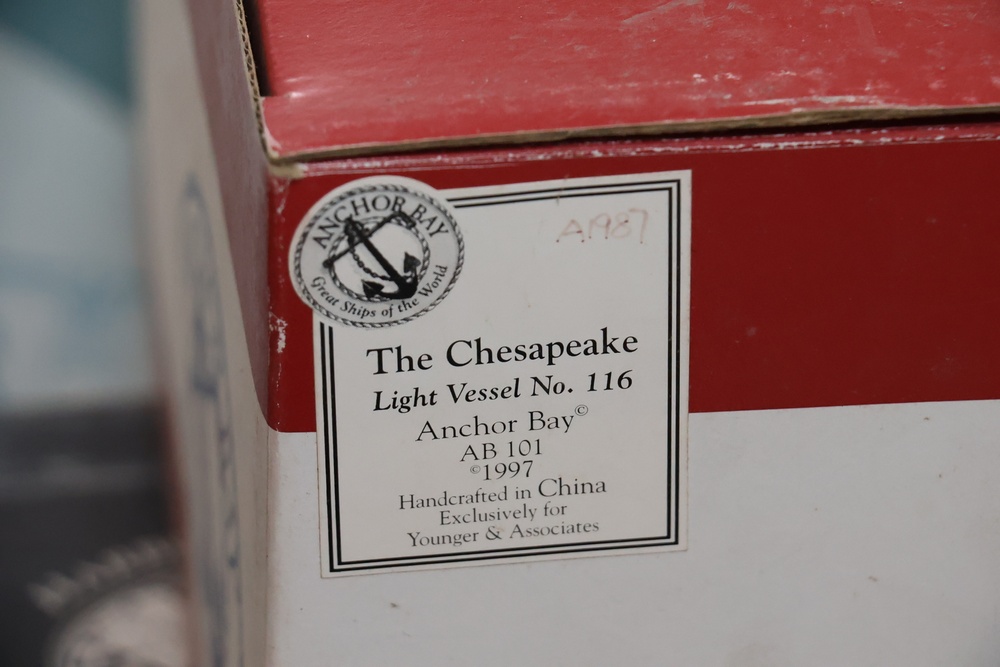 ANCHOR BAY
Great Ships of the World
A1987
The Chesapeake
Light Vessel No. 116
Anchor Bay©
AB 101
©1997
Handcrafted in China
Exclusively for
Younger & Associates